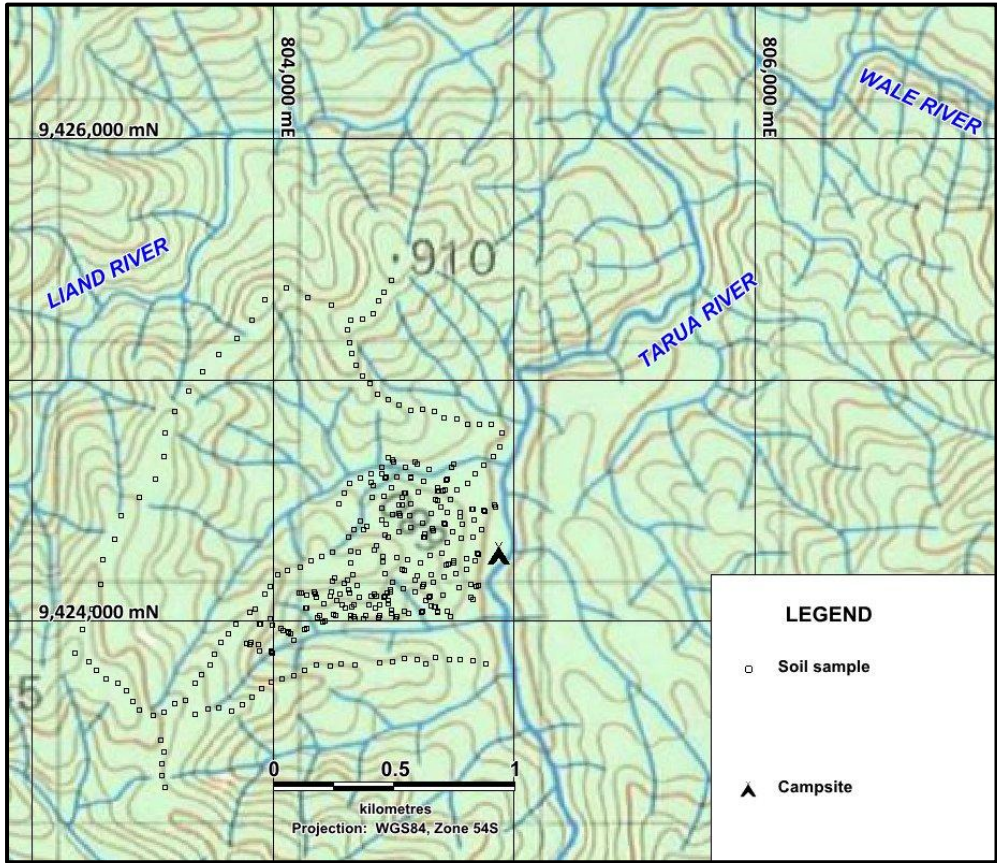 804,000 mE
806,000 mE
WALE RIVER
9,426,000 mN
910
LIAND RIVER
TARUA RIVER
9,424,000 mN
5
LEGEND
Soil sample
Campsite
0 0.5 1
kilometres
Projection: WGS84, Zone 54S